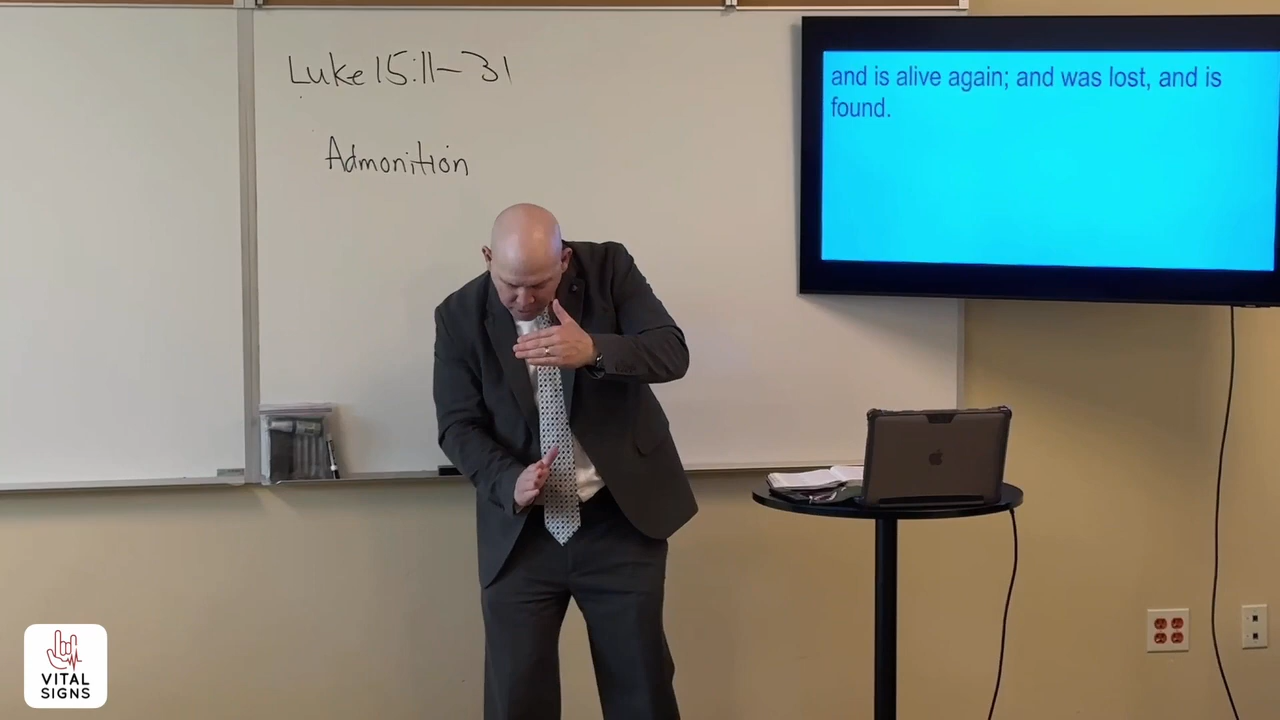 Luke 15:11-31
Admonition
and is alive again; and was lost, and is
found.
VITAL
SIGNS